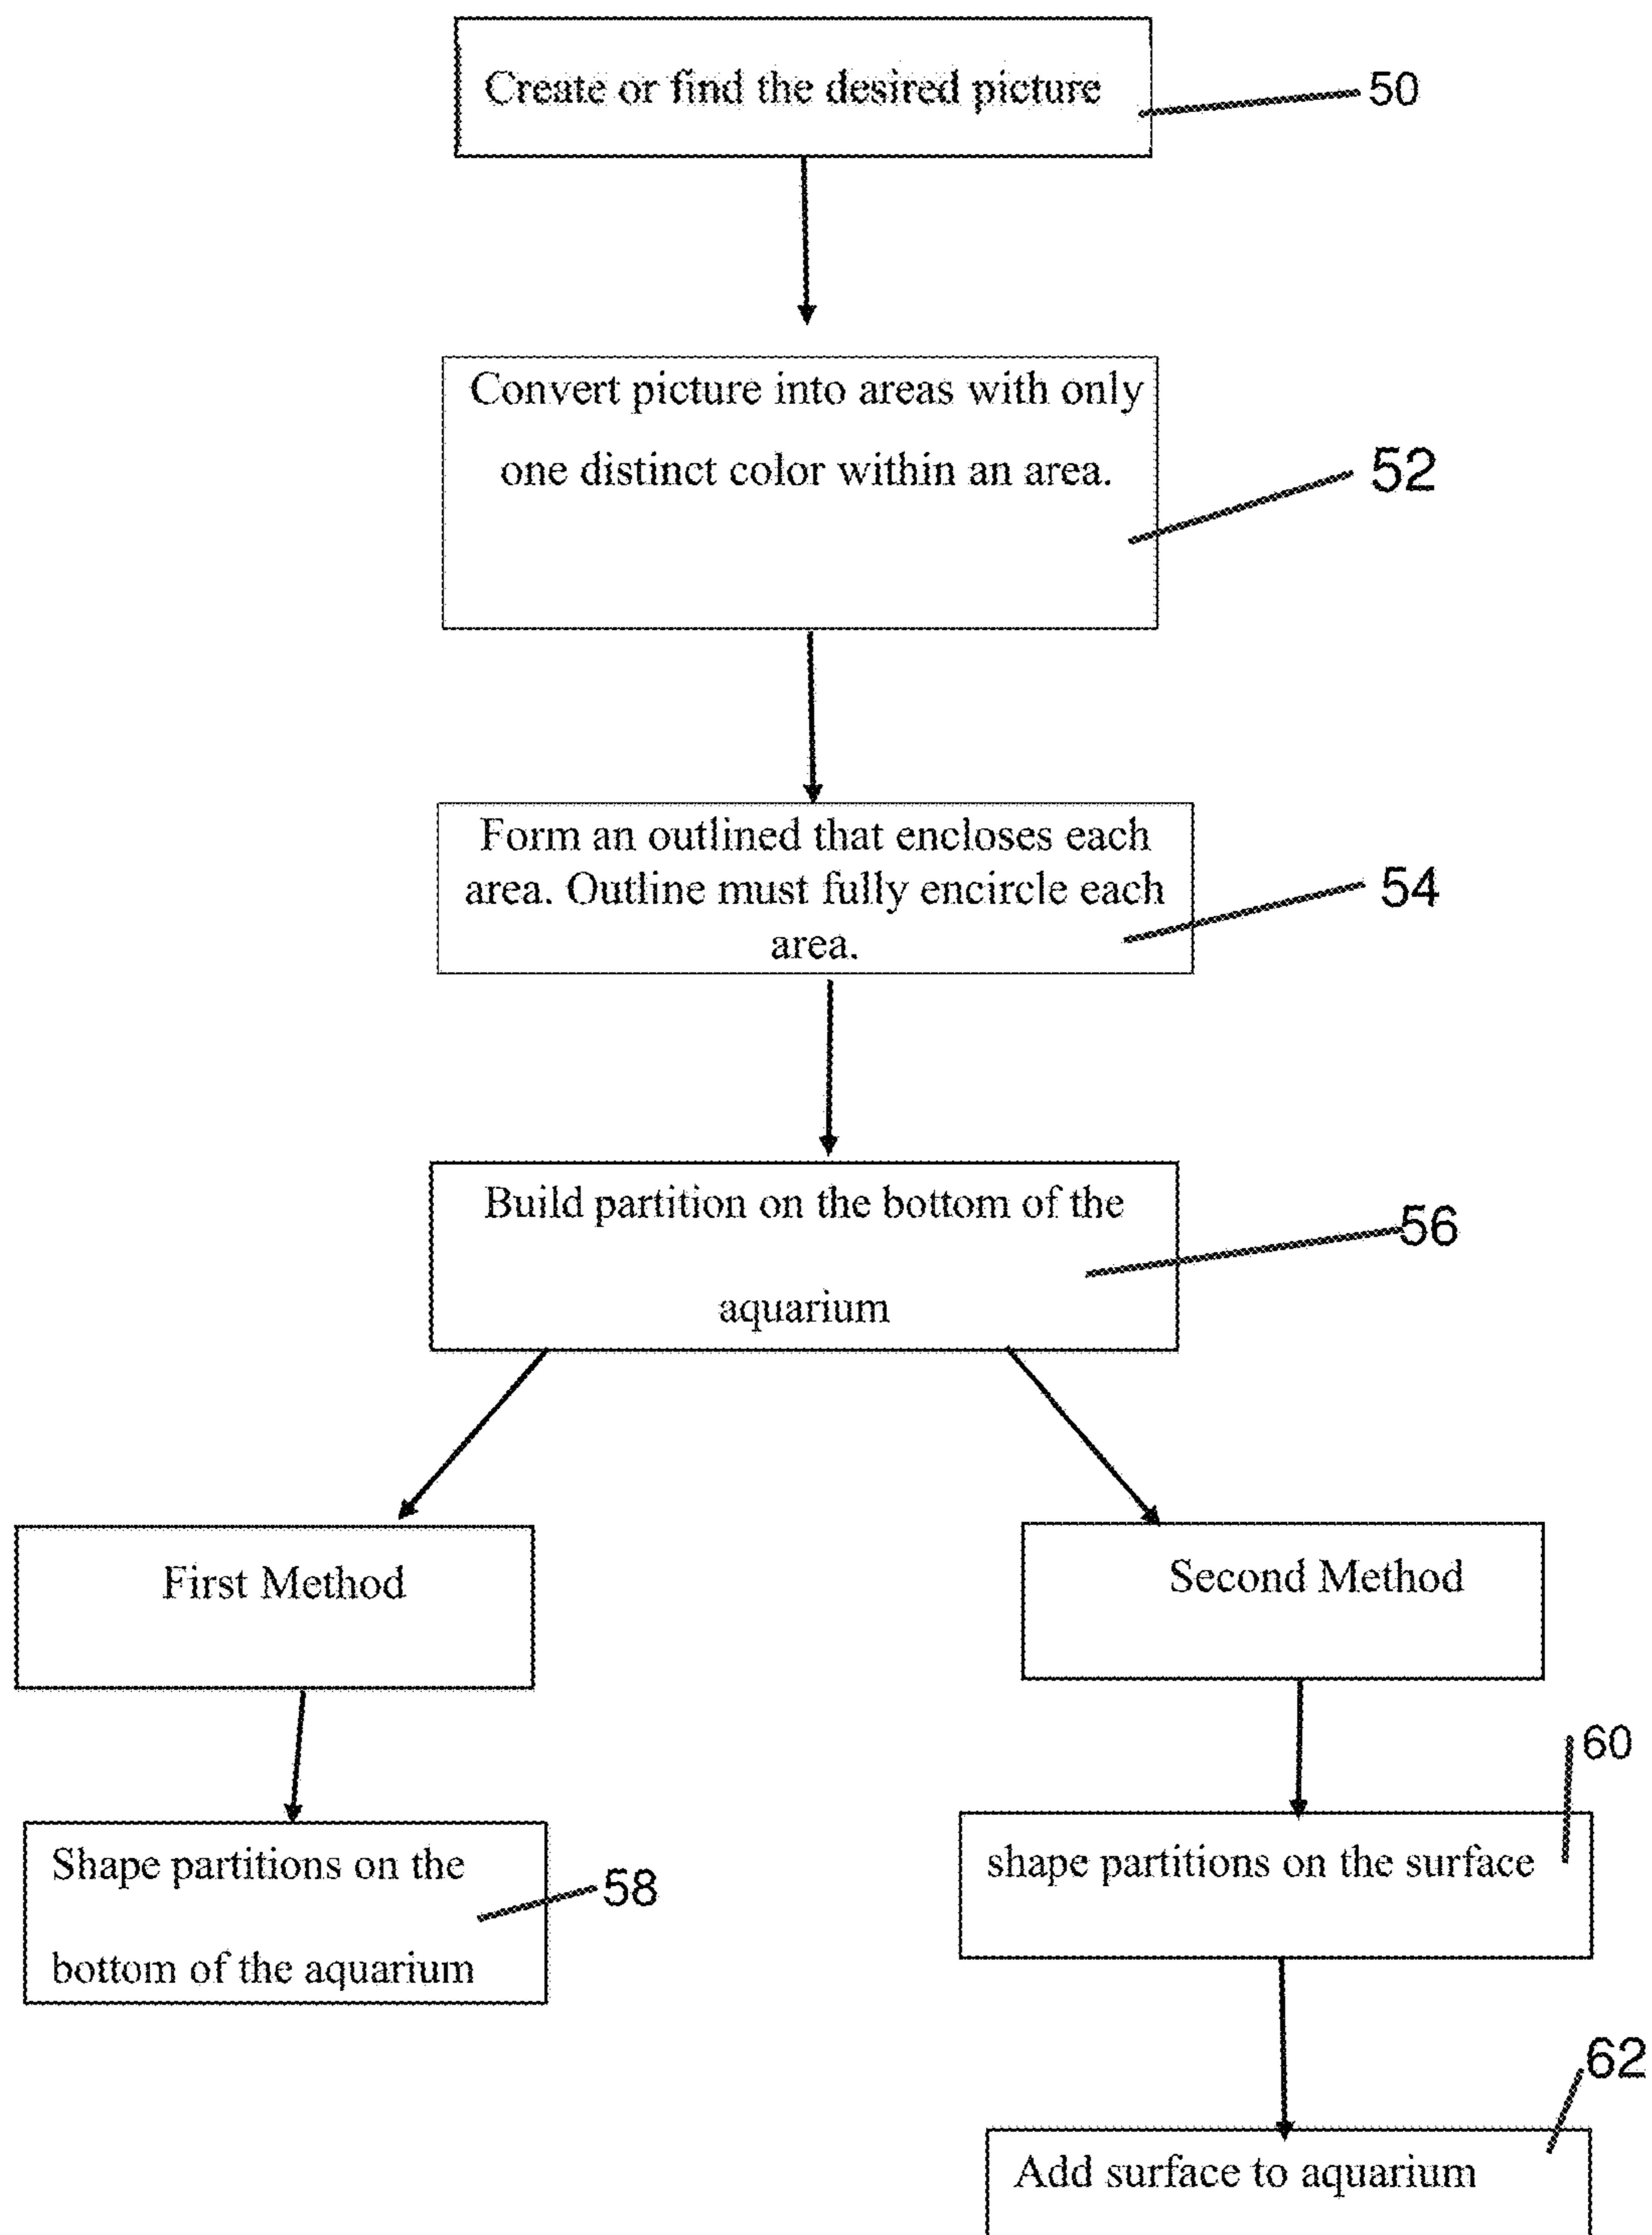 Create or find the desired picture
50
Convert picture into areas with only
one distinct color within an area.
52
Form an outlined that encloses each
area. Outline must fully encircle each
area.
54
Build partition on the bottom of the
aquarium
56
First Method
Second Method
Shape partitions on the
bottom of the aquarium
58
shape partitions on the surface
60
Add surface to aquarium
62